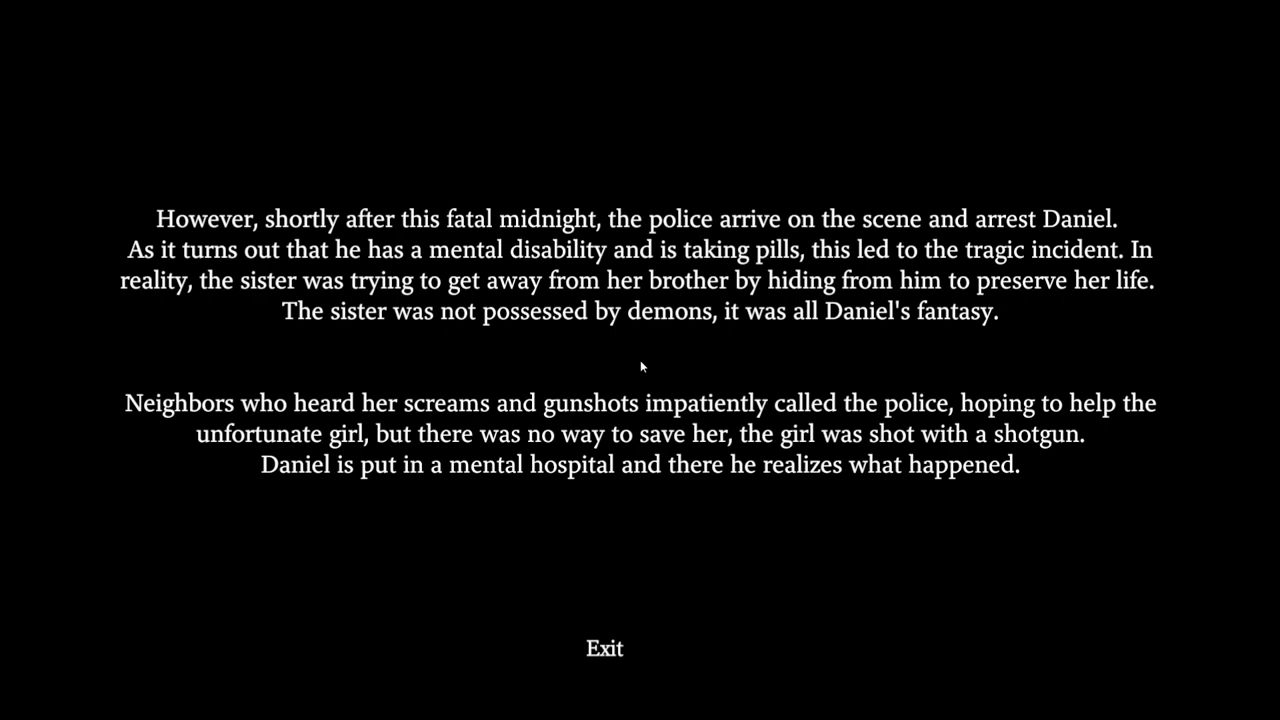 However, shortly after this fatal midnight, the police arrive on the scene and arrest Daniel.
As it turns out that he has a mental disability and is taking pills, this led to the tragic incident. In
reality, the sister was trying to get away from her brother by hiding from him to preserve her life.
The sister was not possessed by demons, it was all Daniel's fantasy.
Neighbors who heard her screams and gunshots impatiently called the police, hoping to help the
unfortunate girl, but there was no way to save her, the girl was shot with a shotgun.
Daniel is put in a mental hospital and there he realizes what happened.
Exit